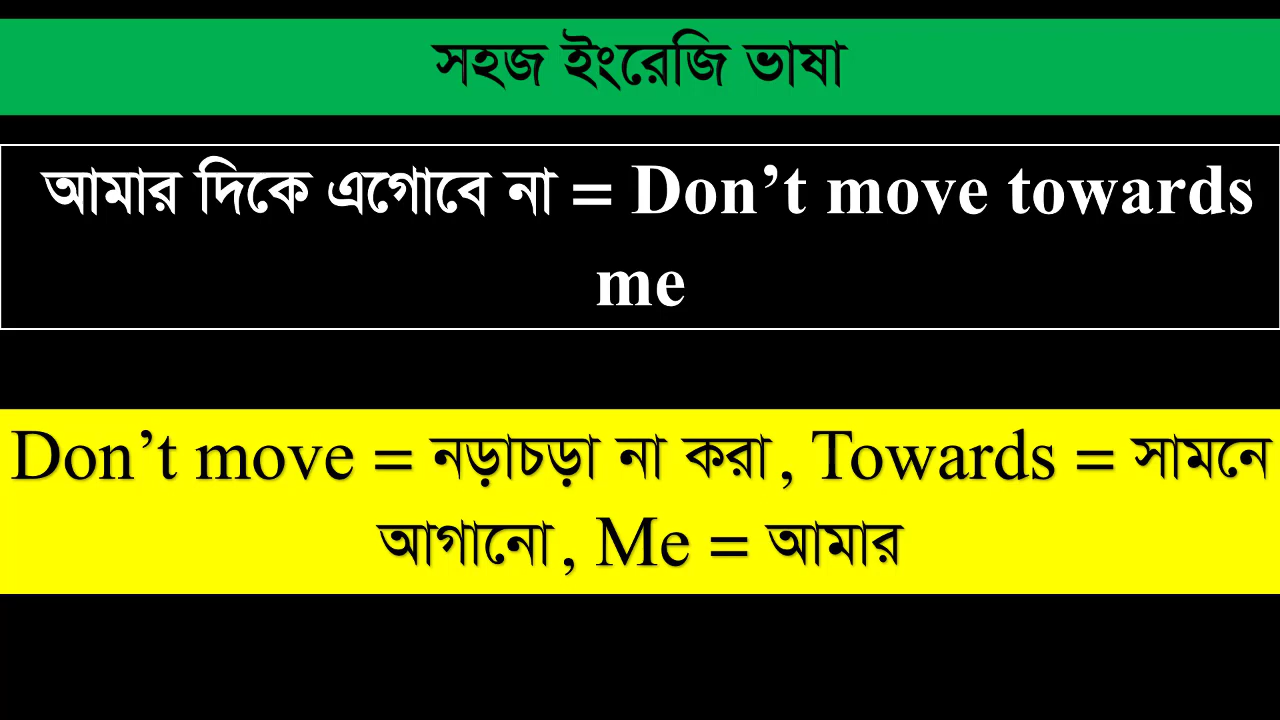 সহজ ইংরেজি ভাষা
আমার দিকে এগোবে না = Don’t move towards
me
Don’t move = নড়াচড়া না করা, Towards = সামনে
আগানো, Me = আমার